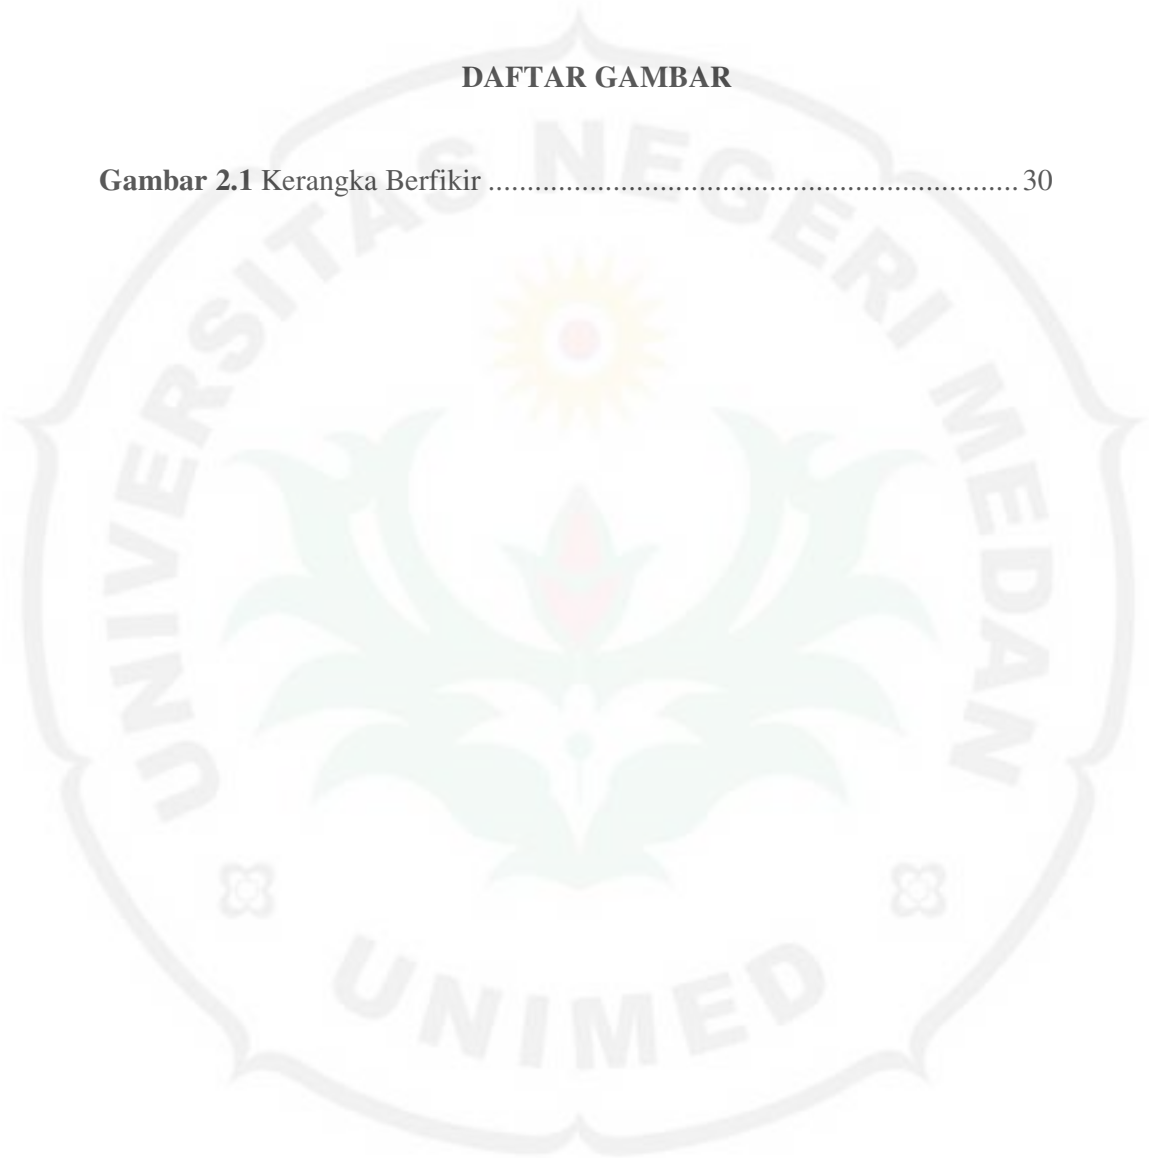 DAFTAR GAMBAR
Gambar 2.1 Kerangka Berfikir ..................................................................... 30
UNIVERSITAS NEGERI MEDAN
UNIMED